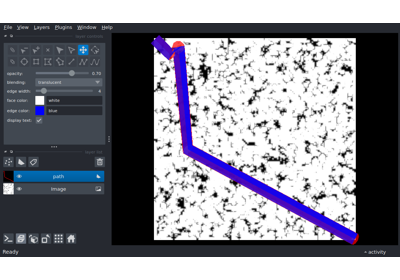 File View Layers Plugins Window Help
opacity: 0.70
blending: translucent
edge width:
face color: white
edge color: blue
display text:
path
Image
Ready
activity